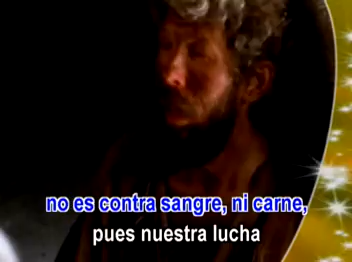 no es contra sangre, ni carne,
pues nuestra lucha